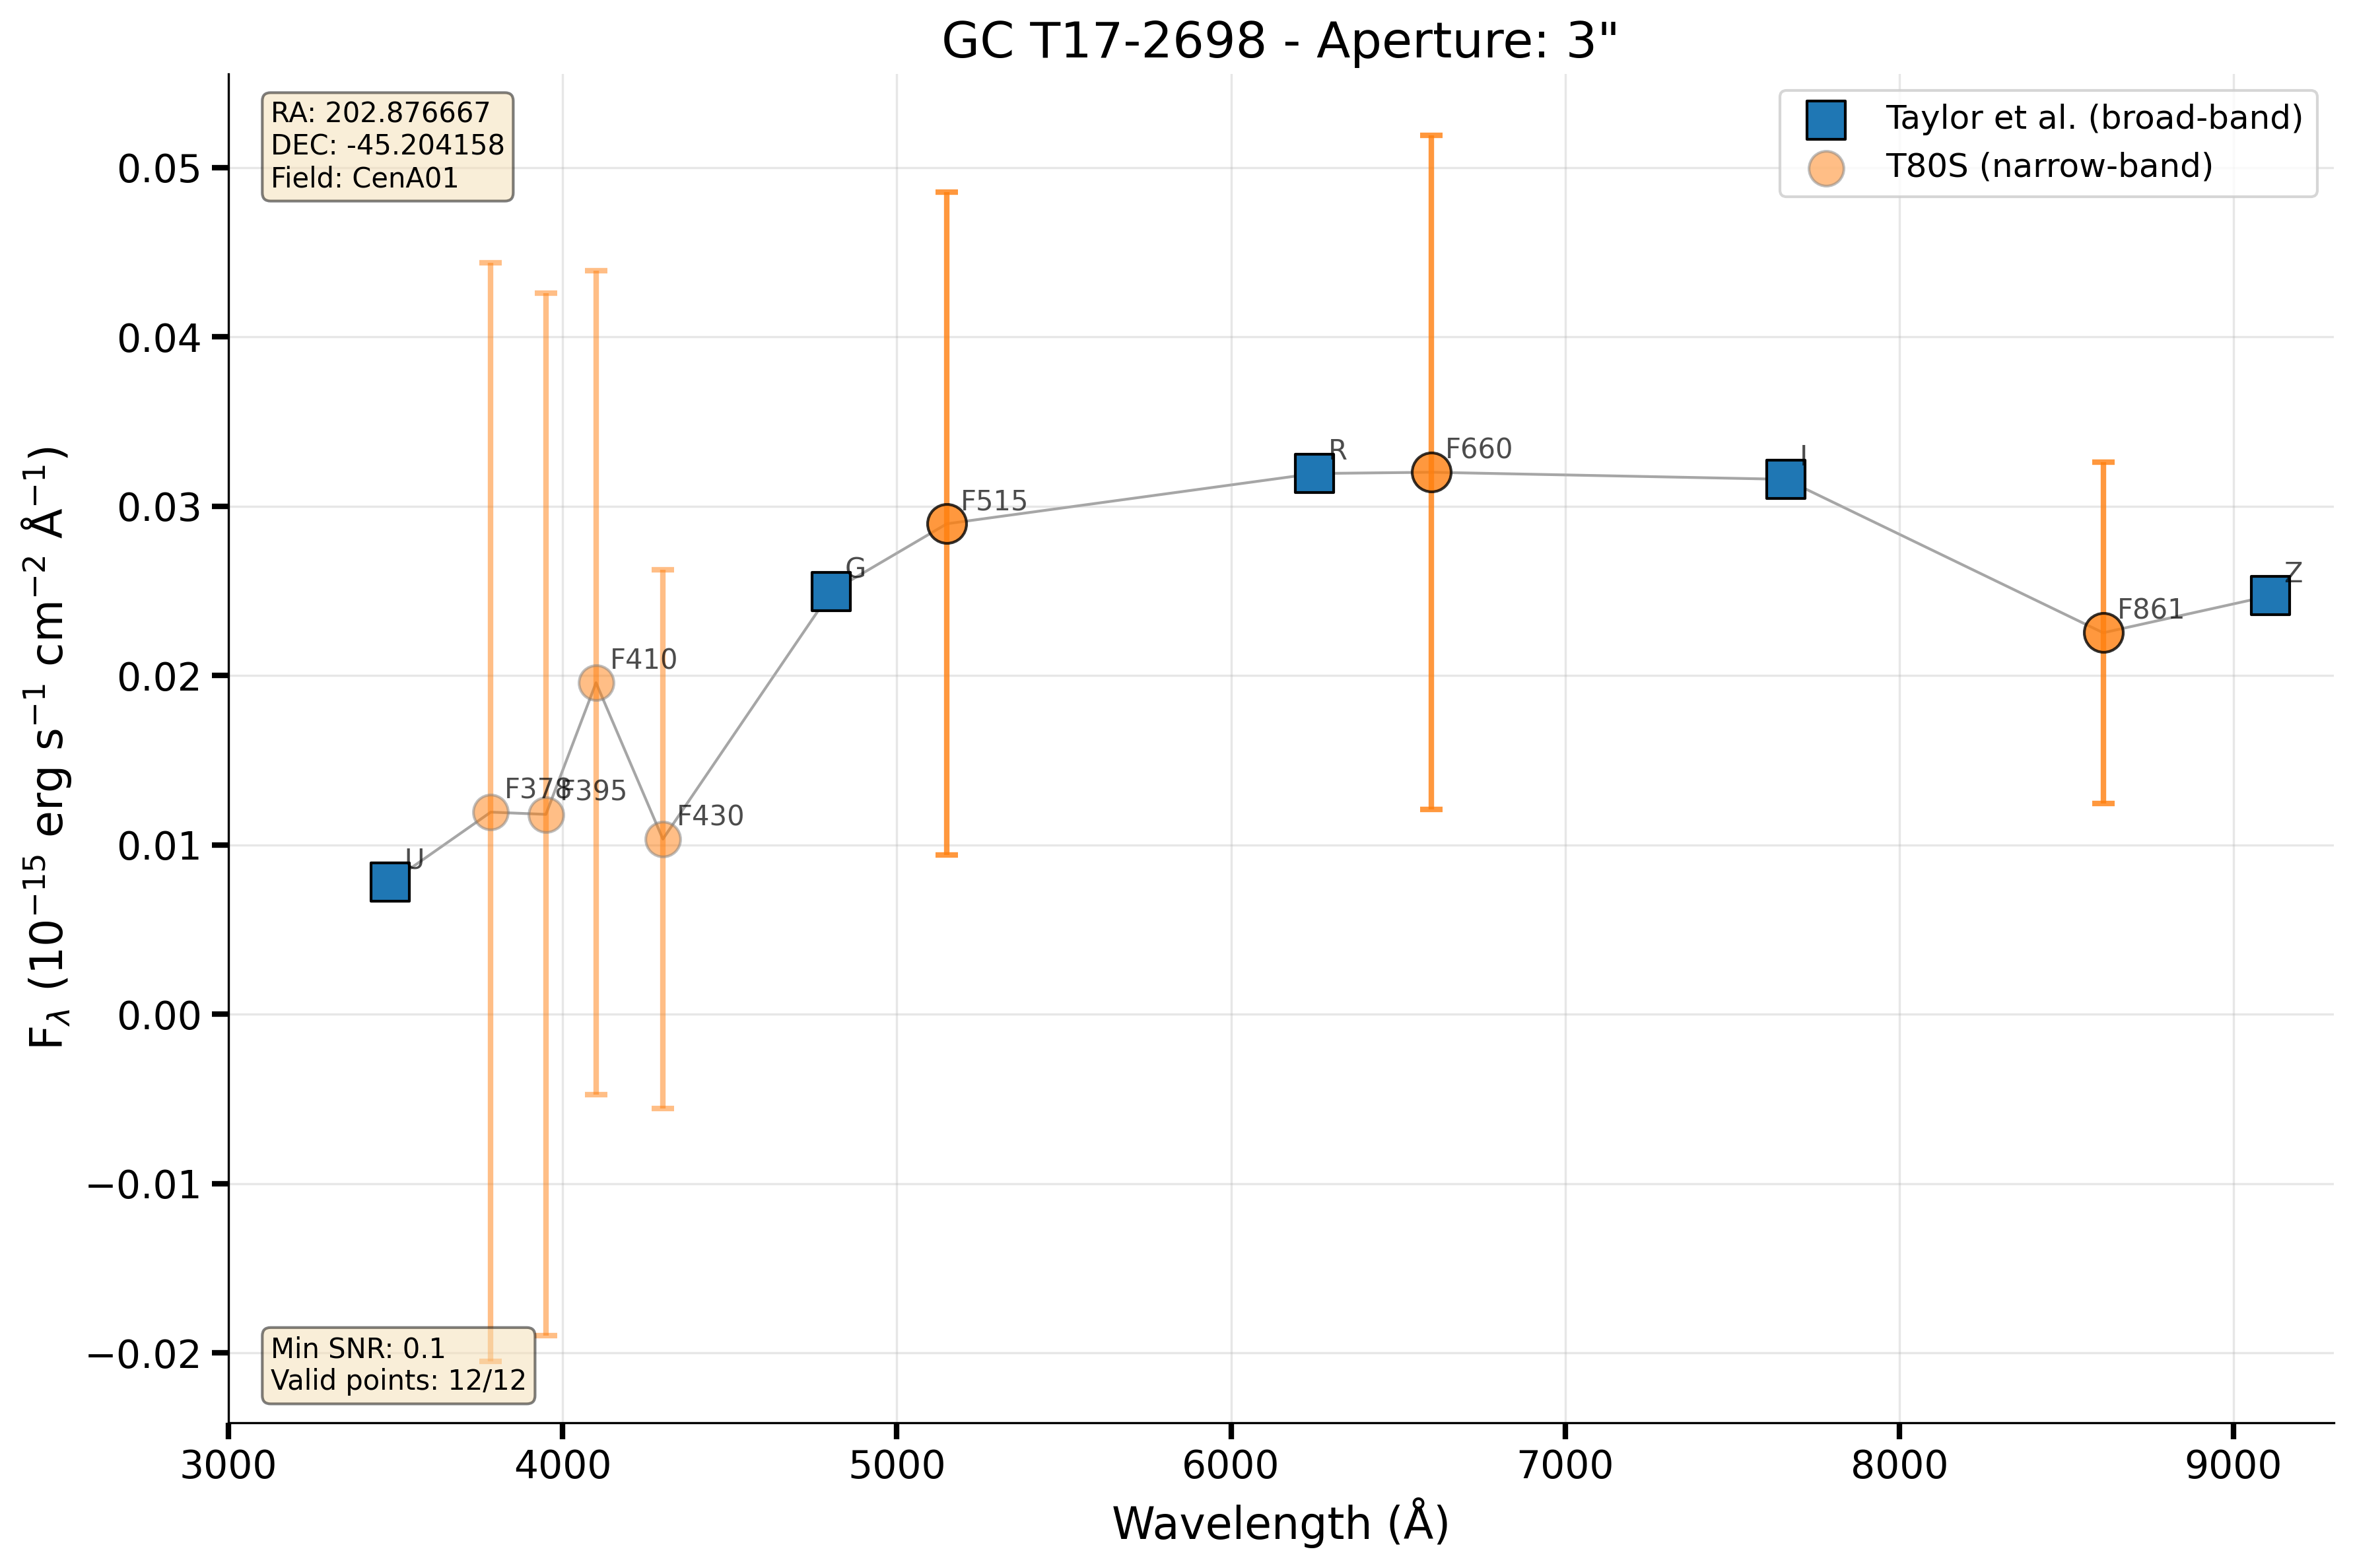 GC T17-2698 - Aperture: 3"
RA: 202.876667
DEC: -45.204158
Field: CenA01
Taylor et al. (broad-band)
T80S (narrow-band)
0.05
0.04
0.03
0.02
0.01
0.00
−0.01
−0.02
F$_{\lambda}$ (10$^{-15}$ erg s$^{-1}$ cm$^{-2}$ Å$^{-1}$)
U
F378
F395
F410
F430
G
F515
R
F660
I
F861
Z
Min SNR: 0.1
Valid points: 12/12
3000 4000 5000 6000 7000 8000 9000
Wavelength (Å)